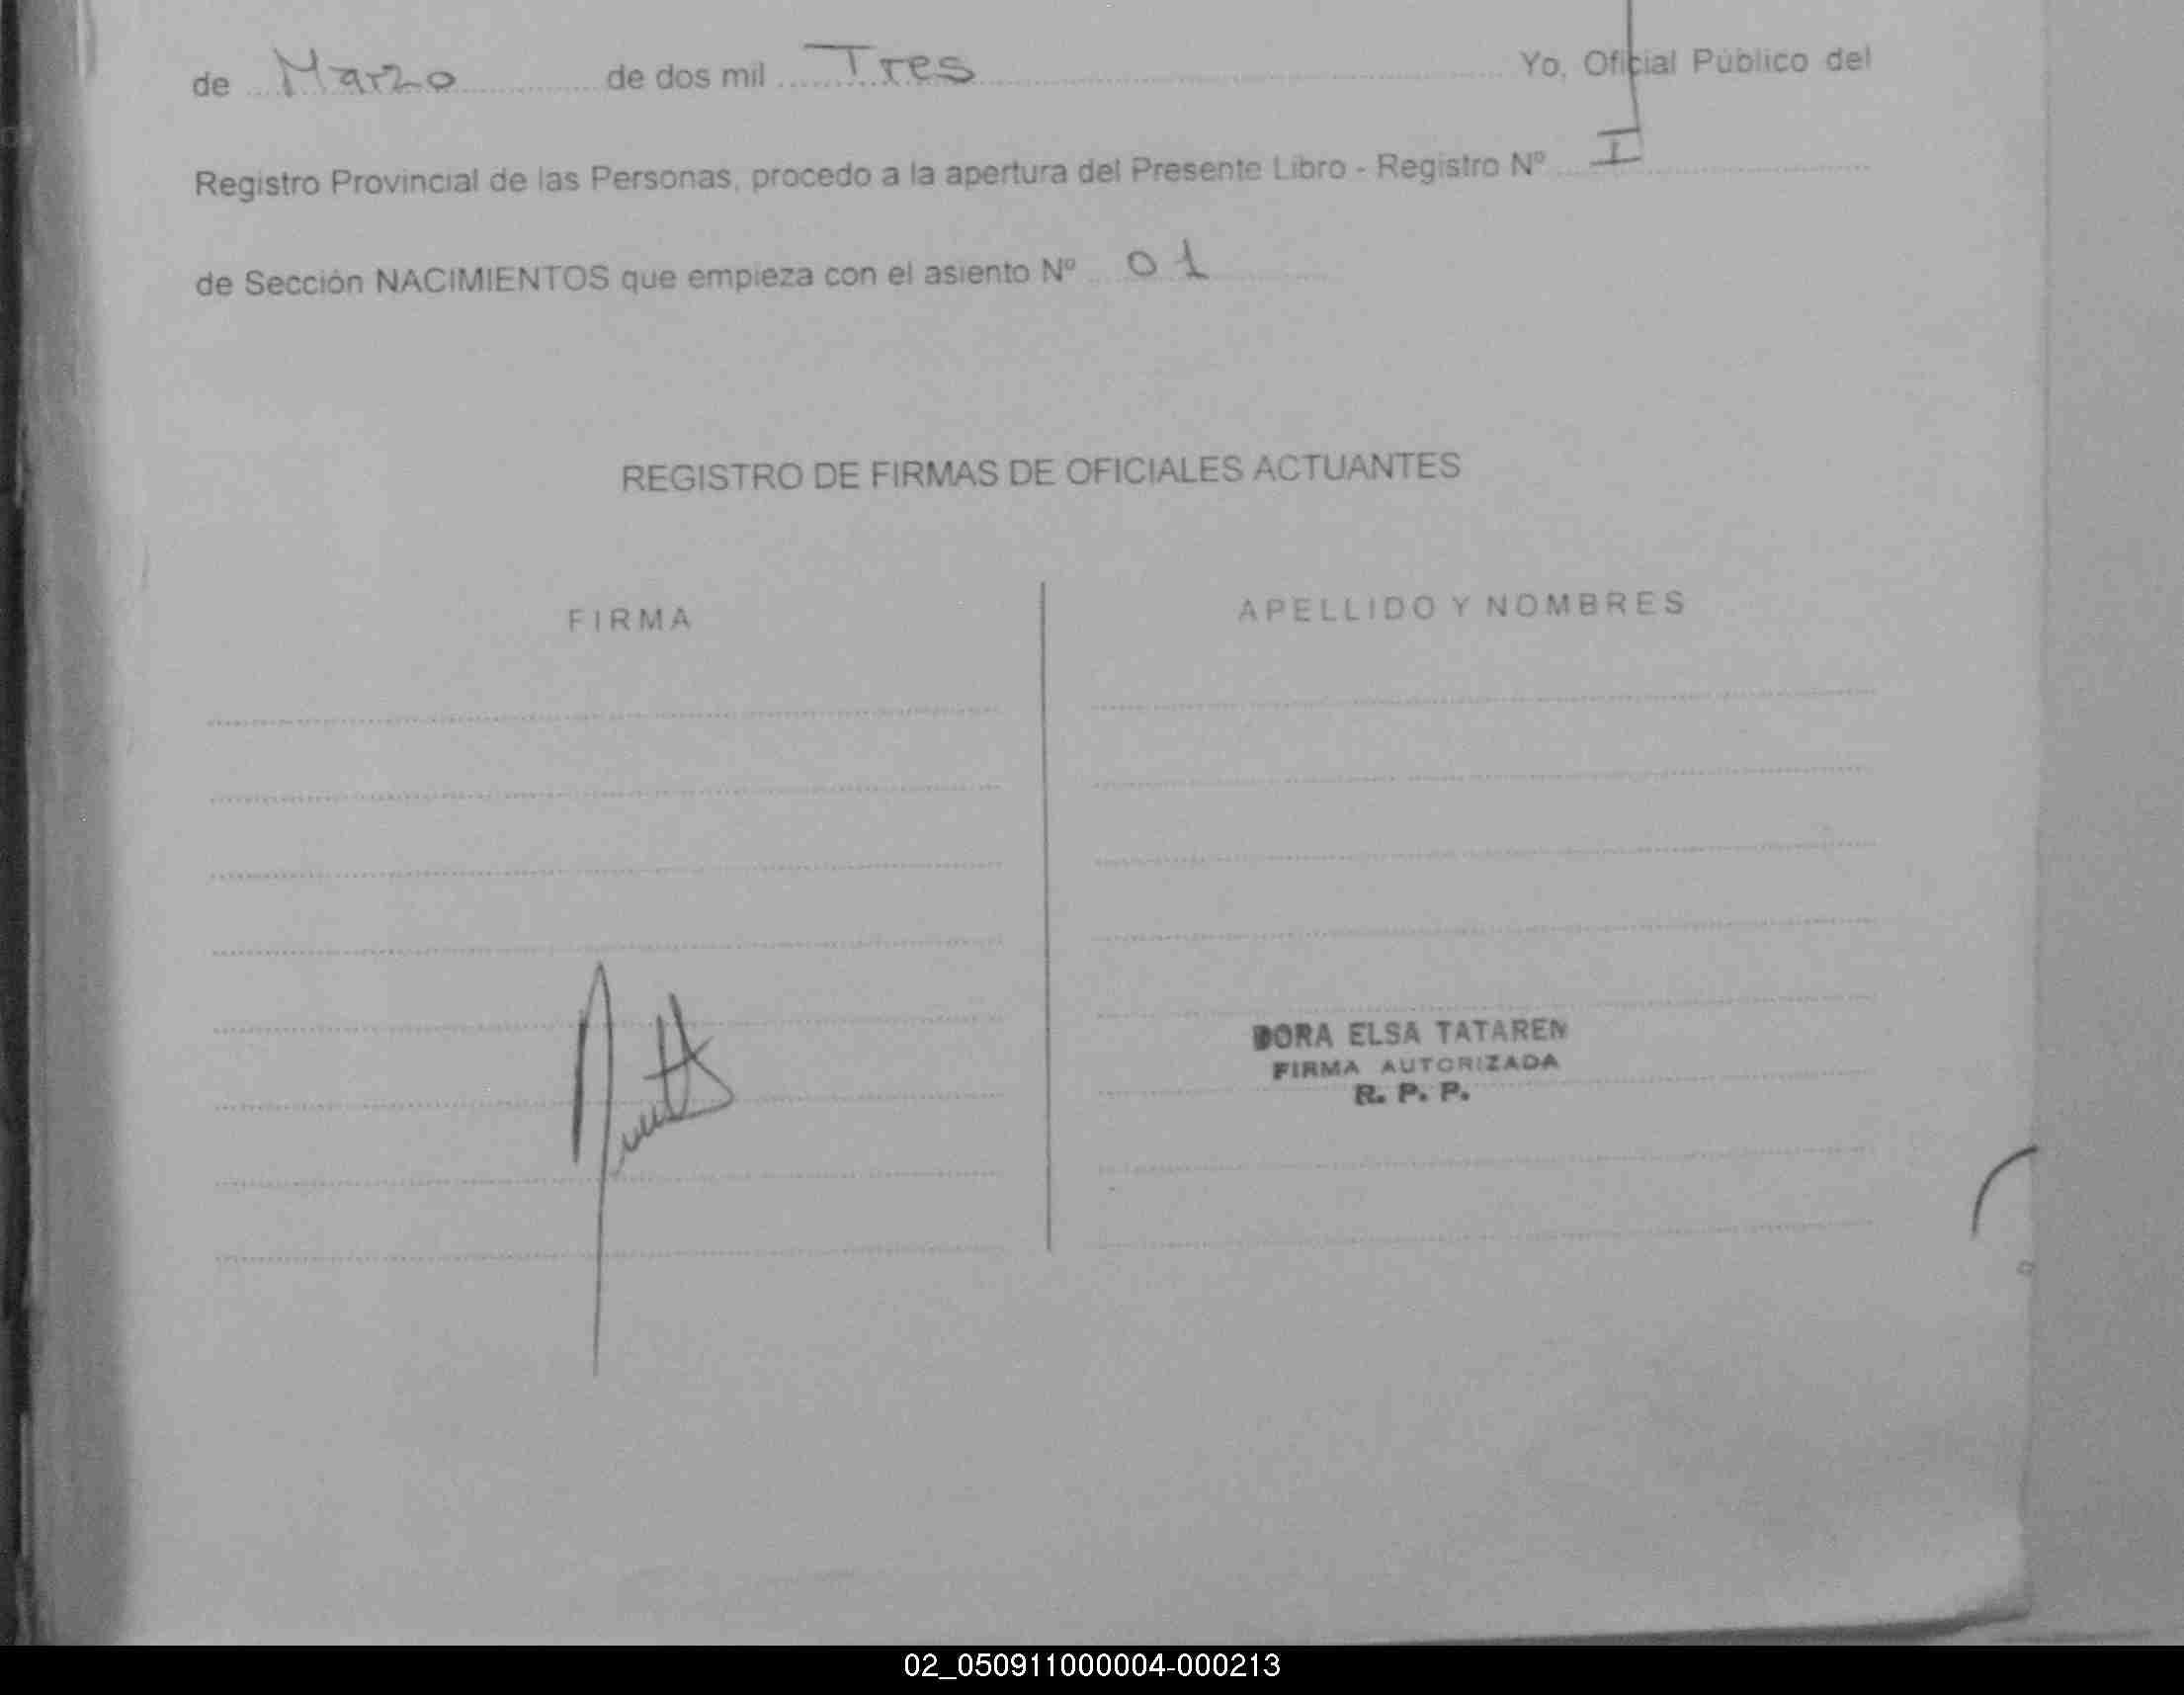 de Marzo de dos mil Tres Yo, Oficial Público del
Registro Provincial de las Personas, procedo a la apertura del Presente Libro - Registro Nº I
de Sección NACIMIENTOS que empieza con el asiento Nº 01
REGISTRO DE FIRMAS DE OFICIALES ACTUANTES
FIRMA
APELLIDO Y NOMBRES
DORA ELSA TATAREN
FIRMA AUTORIZADA
R. P. P.
02_050911000004-000213